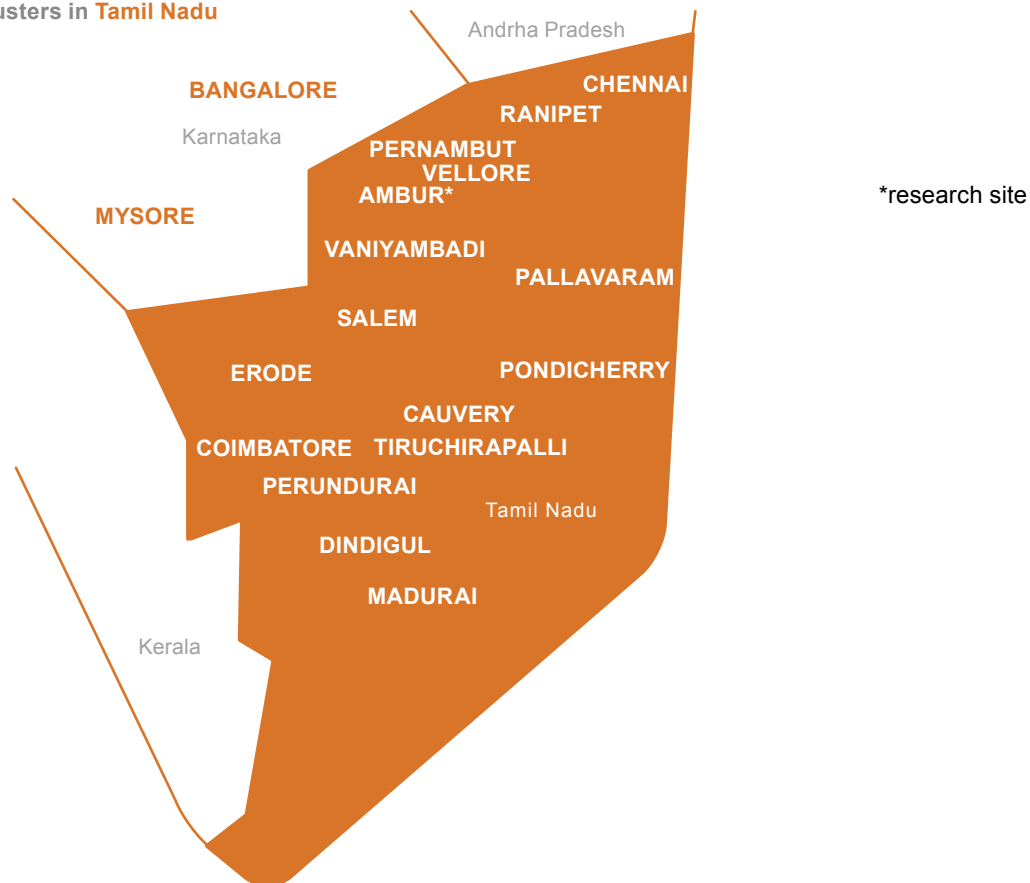 in Tamil Nadu
Andrha Pradesh
CHENNAI
BANGALORE
RANIPET
Karnataka
PERNAMBUT
VELLORE
AMBUR*
*research site
MYSORE
VANIYAMBADI
PALLAVARAM
SALEM
ERODE
PONDICHERRY
CAUVERY
COIMBATORE
TIRUCHIRAPALLI
PERUNDURAI
Tamil Nadu
DINDIGUL
MADURAI
Kerala